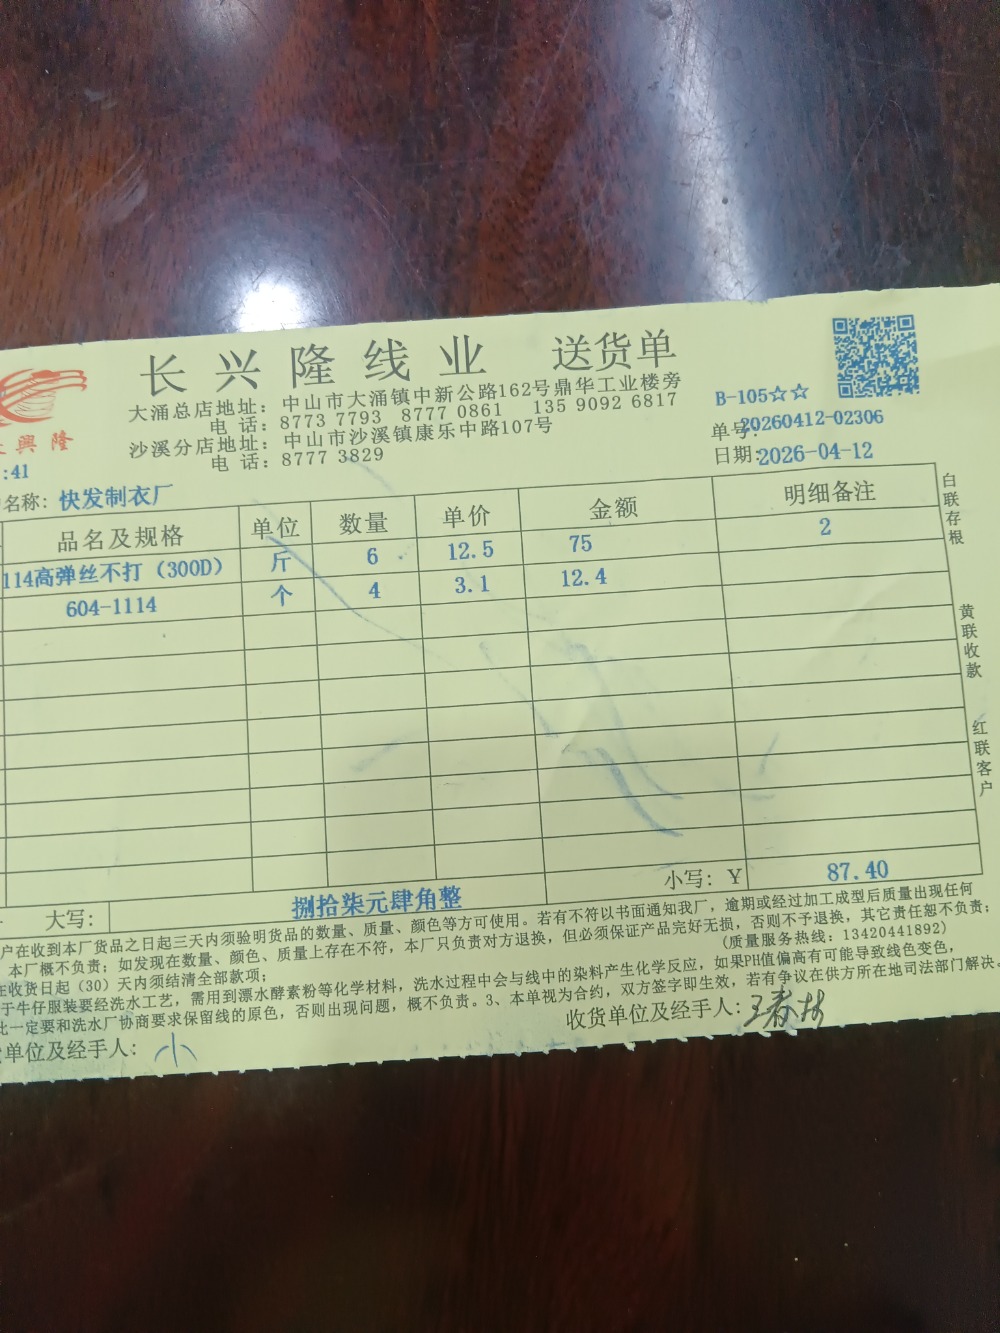 长兴隆线业 送货单
大涌总店地址：中山市大涌镇中新公路162号鼎华工业楼旁
电 话：8773 7793 8777 0861 135 9092 6817
沙溪分店地址：中山市沙溪镇康乐中路107号
电 话：8777 3829
興隆
:41
B-105☆☆
单号:20260412-02306
日期:2026-04-12
名称：快发制衣厂
品名及规格 单位 数量 单价 金额 明细备注
114高弹丝不打（300D） 斤 6 12.5 75 2
604-1114 个 4 3.1 12.4
白联存根
黄联收款
红联客户
大写： 捌拾柒元肆角整 小写：Y 87.40
户在收到本厂货品之日起三天内须验明货品的数量、质量、颜色等方可使用。若有不符以书面通知我厂，逾期或经过加工成型后质量出现任何
本厂概不负责；如发现在数量、颜色、质量上存在不符，本厂只负责对方退换，但必须保证产品完好无损，否则不予退换，其它责任恕不负责；
收货日起（30）天内须结清全部款项； (质量服务热线：13420441892)
于牛仔服装要经洗水工艺，需用到漂水酵素粉等化学材料，洗水过程中会与线中的染料产生化学反应，如果PH值偏高有可能导致线色变色，
此一定要和洗水厂协商要求保留线的原色，否则出现问题，概不负责。3、本单视为合约，双方签字即生效，若有争议在供方所在地司法部门解决。
单位及经手人：小 收货单位及经手人：王春林